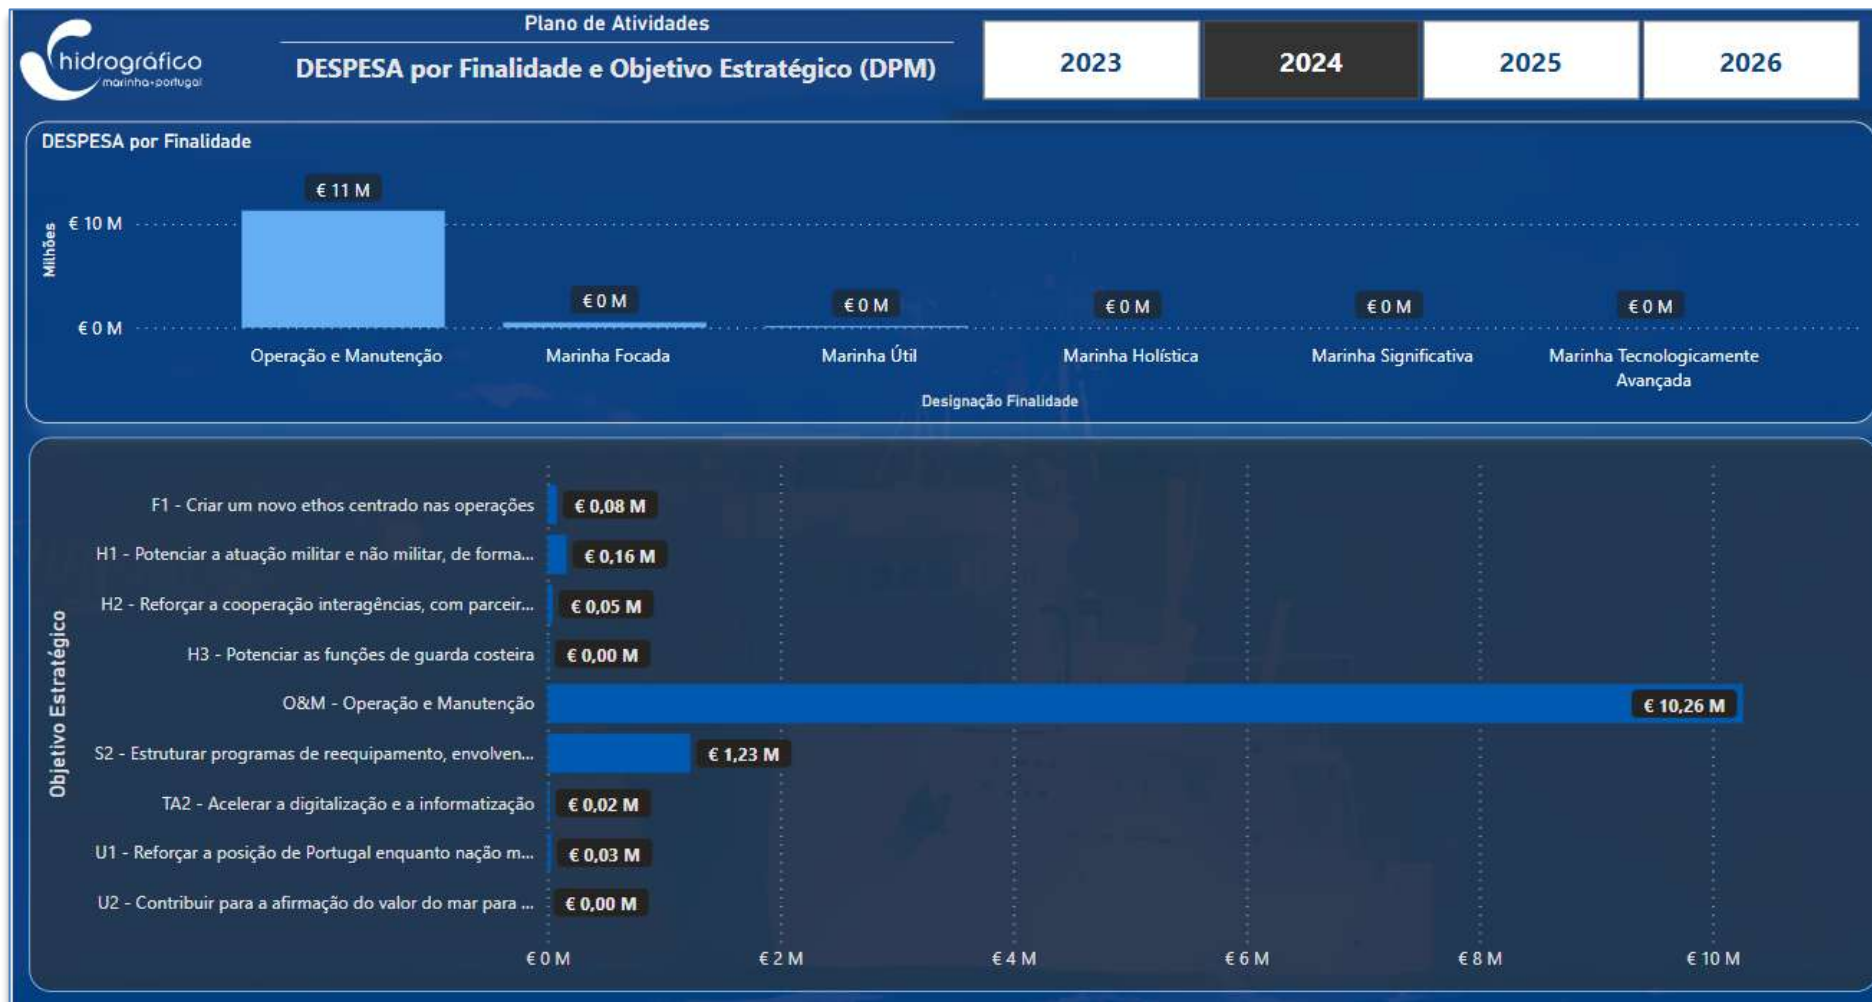 hidrográfico
marinha•portugal
Plano de Atividades
DESPESA por Finalidade e Objetivo Estratégico (DPM)
2023
2024
2025
2026
DESPESA por Finalidade
Milhões
€ 10 M
€ 0 M
€ 11 M
€ 0 M
€ 0 M
€ 0 M
€ 0 M
€ 0 M
Operação e Manutenção
Marinha Focada
Marinha Útil
Marinha Holística
Marinha Significativa
Marinha Tecnologicamente
Avançada
Designação Finalidade
Objetivo Estratégico
F1 - Criar um novo ethos centrado nas operações
€ 0,08 M
H1 - Potenciar a atuação militar e não militar, de forma...
€ 0,16 M
H2 - Reforçar a cooperação interagências, com parceir...
€ 0,05 M
H3 - Potenciar as funções de guarda costeira
€ 0,00 M
O&M - Operação e Manutenção
€ 10,26 M
S2 - Estruturar programas de reequipamento, envolven...
€ 1,23 M
TA2 - Acelerar a digitalização e a informatização
€ 0,02 M
U1 - Reforçar a posição de Portugal enquanto nação m...
€ 0,03 M
U2 - Contribuir para a afirmação do valor do mar para ...
€ 0,00 M
€ 0 M
€ 2 M
€ 4 M
€ 6 M
€ 8 M
€ 10 M